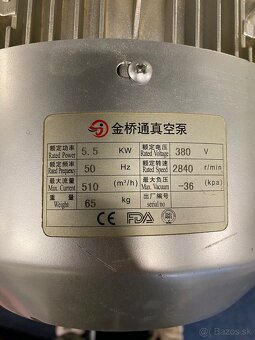 金桥通真空泵
额定功率 Rated Power 5.5 KW 额定电压 Rated Voltage 380 V
额定频率 Rated Frequency 50 Hz 额定转速 Rated Speed 2840 r/min
最大流量 Max. Current 510 (m³/h) 最大负压 Max. Vacuum -36 (kpa)
重量 Weight 65 kg 出厂编号 serial no
CE FDA
bazos.sk